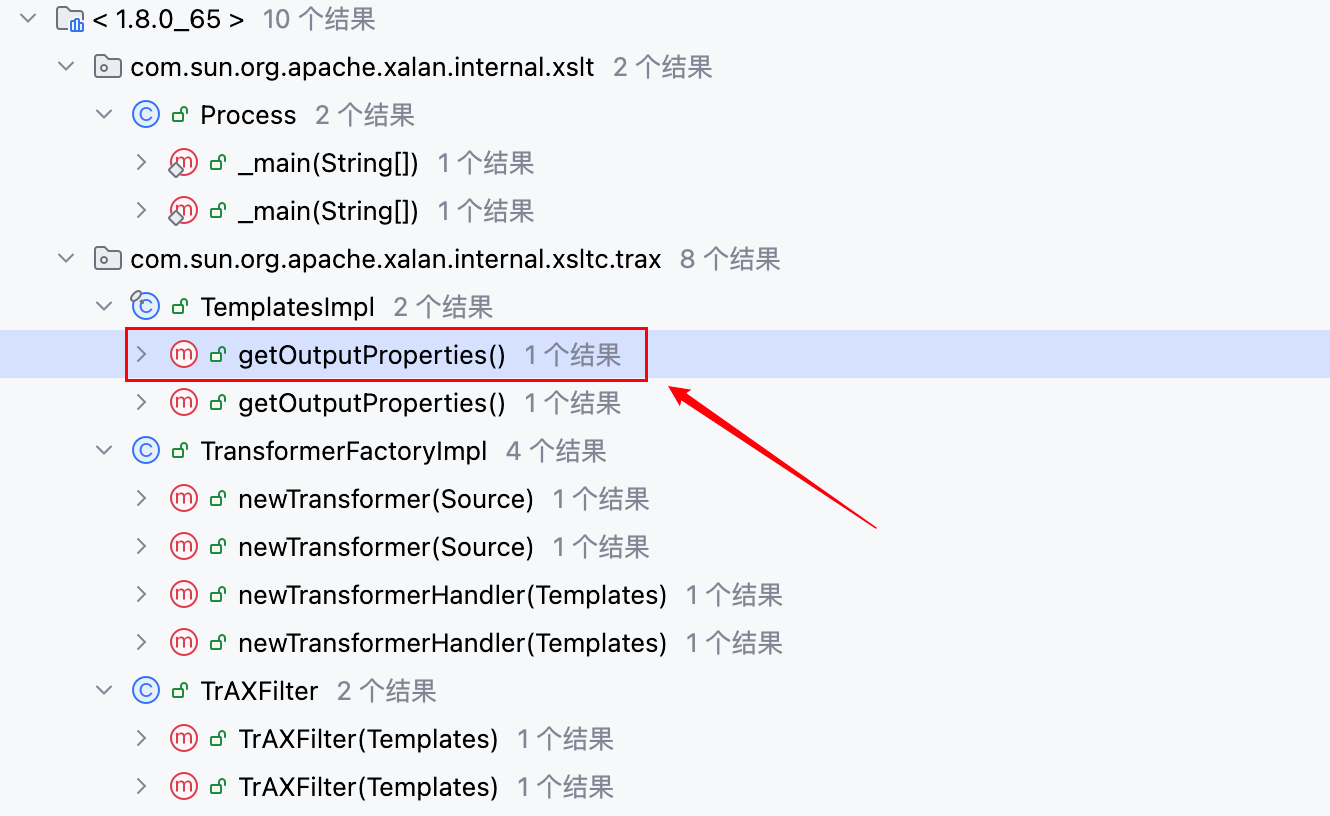 < 1.8.0_65 > 10 个结果
com.sun.org.apache.xalan.internal.xslt 2 个结果
C Process 2 个结果
m _main(String[]) 1 个结果
m _main(String[]) 1 个结果
com.sun.org.apache.xalan.internal.xsltc.trax 8 个结果
C TemplatesImpl 2 个结果
m getOutputProperties() 1 个结果
m getOutputProperties() 1 个结果
C TransformerFactoryImpl 4 个结果
m newTransformer(Source) 1 个结果
m newTransformer(Source) 1 个结果
m newTransformerHandler(Templates) 1 个结果
m newTransformerHandler(Templates) 1 个结果
C TrAXFilter 2 个结果
m TrAXFilter(Templates) 1 个结果
m TrAXFilter(Templates) 1 个结果